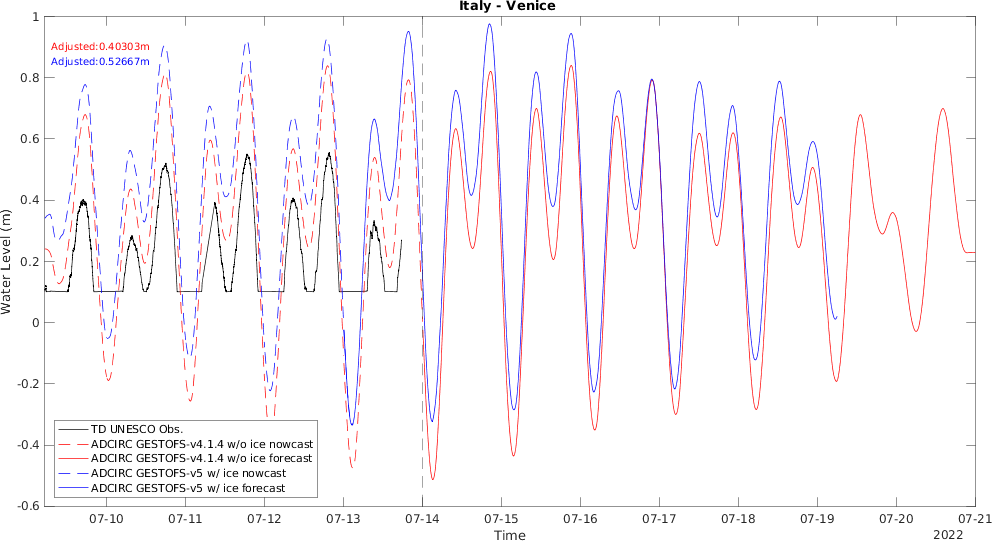 Italy - Venice
Adjusted:0.40303m
Adjusted:0.52667m
Water Level (m)
1
0.8
0.6
0.4
0.2
0
-0.2
-0.4
-0.6
TD UNESCO Obs.
ADCIRC GESTOFS-v4.1.4 w/o ice nowcast
ADCIRC GESTOFS-v4.1.4 w/o ice forecast
ADCIRC GESTOFS-v5 w/ ice nowcast
ADCIRC GESTOFS-v5 w/ ice forecast
07-10 07-11 07-12 07-13 07-14 07-15 07-16 07-17 07-18 07-19 07-20 07-21
Time
2022